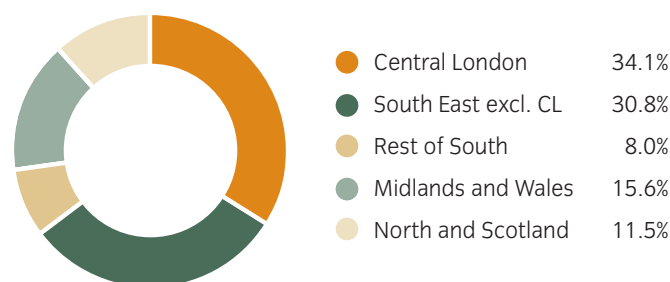 Central London 34.1%
South East excl. CL 30.8%
Rest of South 8.0%
Midlands and Wales 15.6%
North and Scotland 11.5%